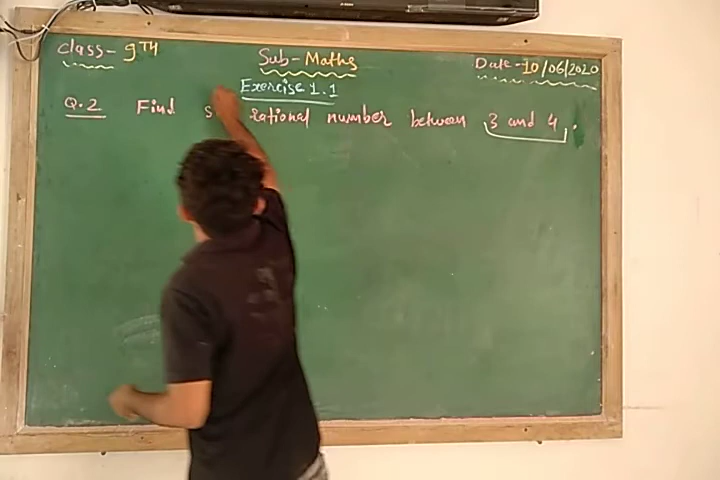 Class- 9TH
Sub- Maths
Date- 10/06/2020
Exercise 1.1
Q.2 Find rational number between 3 and 4.